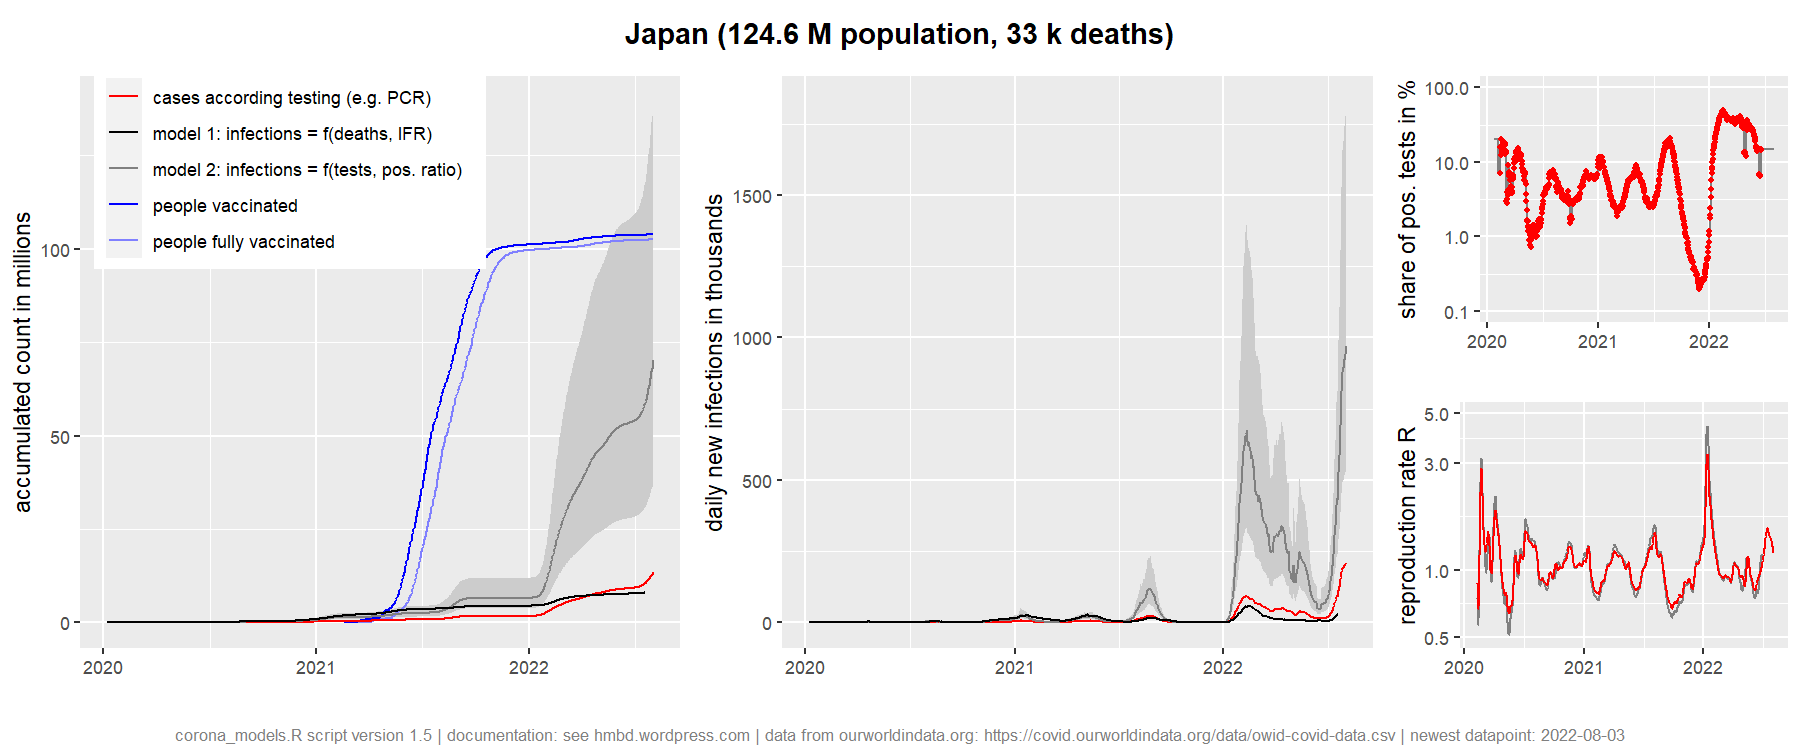 Japan (124.6 M population, 33 k deaths)
cases according testing (e.g. PCR)
model 1: infections = f(deaths, IFR)
model 2: infections = f(tests, pos. ratio)
people vaccinated
people fully vaccinated
accumulated count in millions
100
50
0
2020
2021
2022
daily new infections in thousands
1500
1000
500
0
2020
2021
2022
share of pos. tests in %
100.0
10.0
1.0
0.1
2020
2021
2022
reproduction rate R
5.0
3.0
1.0
0.5
2020
2021
2022
corona_models.R script version 1.5 | documentation: see hmbd.wordpress.com | data from ourworldindata.org: https://covid.ourworldindata.org/data/owid-covid-data.csv | newest datapoint: 2022-08-03